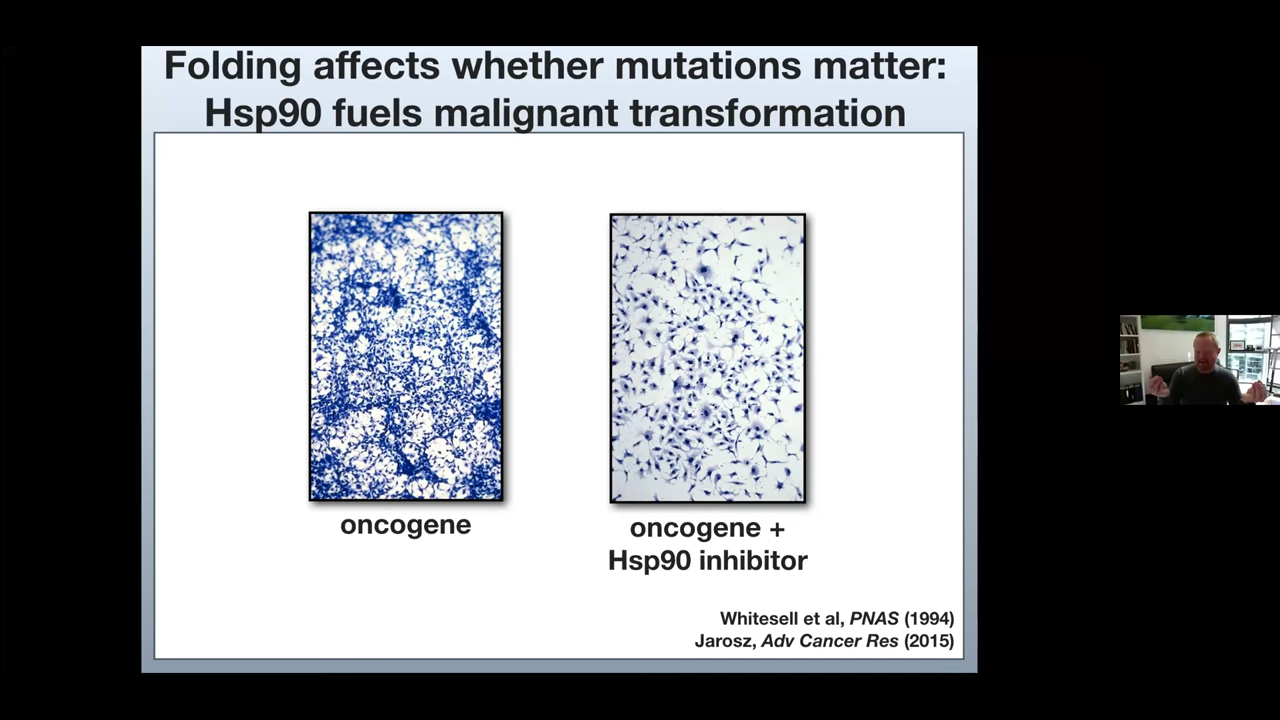 Folding affects whether mutations matter:
Hsp90 fuels malignant transformation
oncogene
oncogene +
Hsp90 inhibitor
Whitesell et al, PNAS (1994)
Jarosz, Adv Cancer Res (2015)